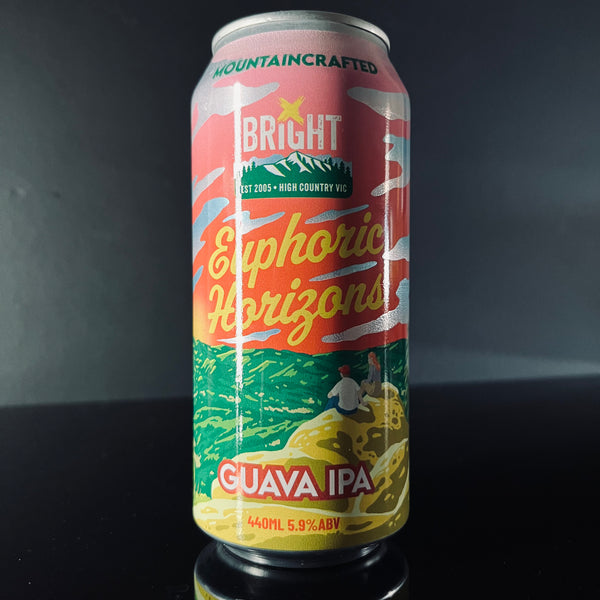 MOUNTAINCRAFTED
BRIGHT
EST 2005 • HIGH COUNTRY VIC
Euphoric
Horizons
GUAVA IPA
440ML 5.9%ABV